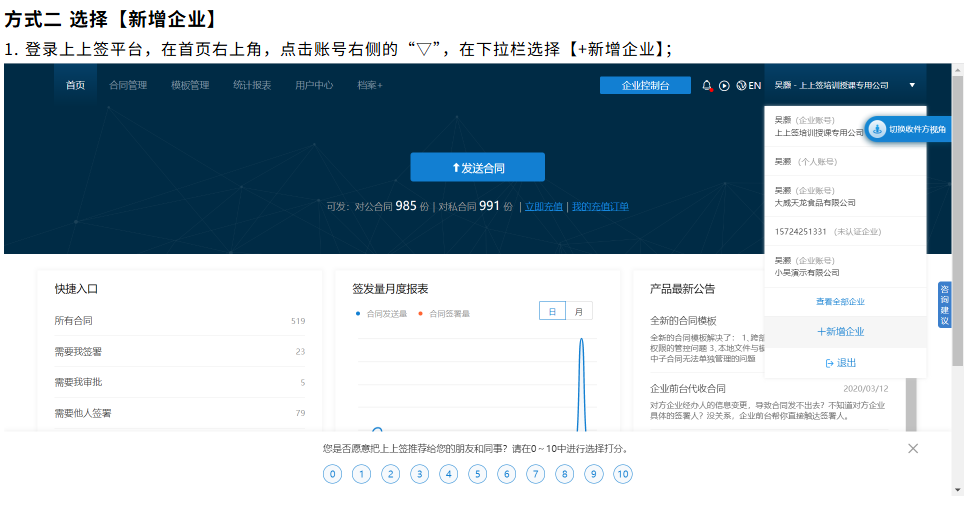 方式二 选择【新增企业】
1. 登录上上签平台，在首页右上角，点击账号右侧的“▽”，在下拉栏选择【+新增企业】；
首页 合同管理 模板管理 统计报表 用户中心 档案+ 企业控制台 EN 吴灏 - 上上签培训授课专用公司
吴灏（企业账号）
上上签培训授课专用公司
切换收件方视角
吴灏（个人账号）
发送合同
吴灏（企业账号）
大威天龙食品有限公司
可发：对公合同 985 份 | 对私合同 991 份 | 立即充值 | 我的充值订单
15724251331（未认证企业）
吴灏（企业账号）
小吴演示有限公司
查看全部企业
+新增企业
退出
咨询建议
快捷入口
所有合同 519
需要我签署 23
需要我审批 5
需要他人签署 79
签发量月度报表
合同发送量 合同签署量 日 月
产品最新公告
全新的合同模板
全新的合同模板解决了： 1、跨部
权限的管控问题 3、本地文件与模
中子合同无法单独管理的问题
企业前台代收合同 2020/03/12
对方企业经办人的信息变更，导致合同发不出去？不知道对方企业
具体的签署人？没关系，企业前台帮你直接触达签署人。
您是否愿意把上上签推荐给您的朋友和同事？请在0～10中进行选择打分。
0 1 2 3 4 5 6 7 8 9 10